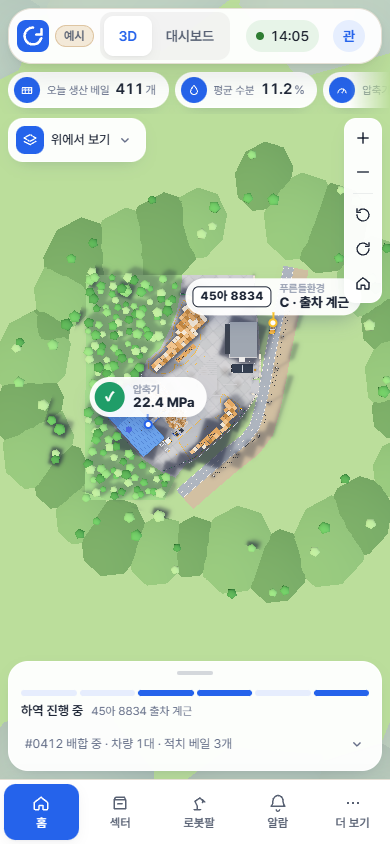 예시
3D
대시보드
14:05
관
오늘 생산 베일 411개
평균 수분 11.2%
압축
위에서 보기
45아 8834
푸른들환경
C · 출차 계근
압축기
22.4 MPa
하역 진행 중 45아 8834 출차 계근
#0412 배합 중 · 차량 1대 · 적치 베일 3개
홈
섹터
로봇팔
알람
더 보기